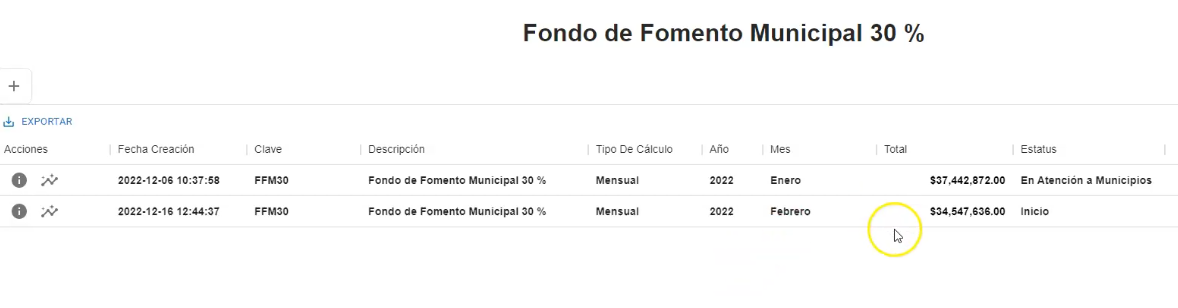 Fondo de Fomento Municipal 30 %
+
EXPORTAR
Acciones Fecha Creación Clave Descripción Tipo De Cálculo Año Mes Total Estatus
2022-12-06 10:37:58 FFM30 Fondo de Fomento Municipal 30 % Mensual 2022 Enero $37,442,872.00 En Atención a Municipios
2022-12-16 12:44:37 FFM30 Fondo de Fomento Municipal 30 % Mensual 2022 Febrero $34,547,636.00 Inicio